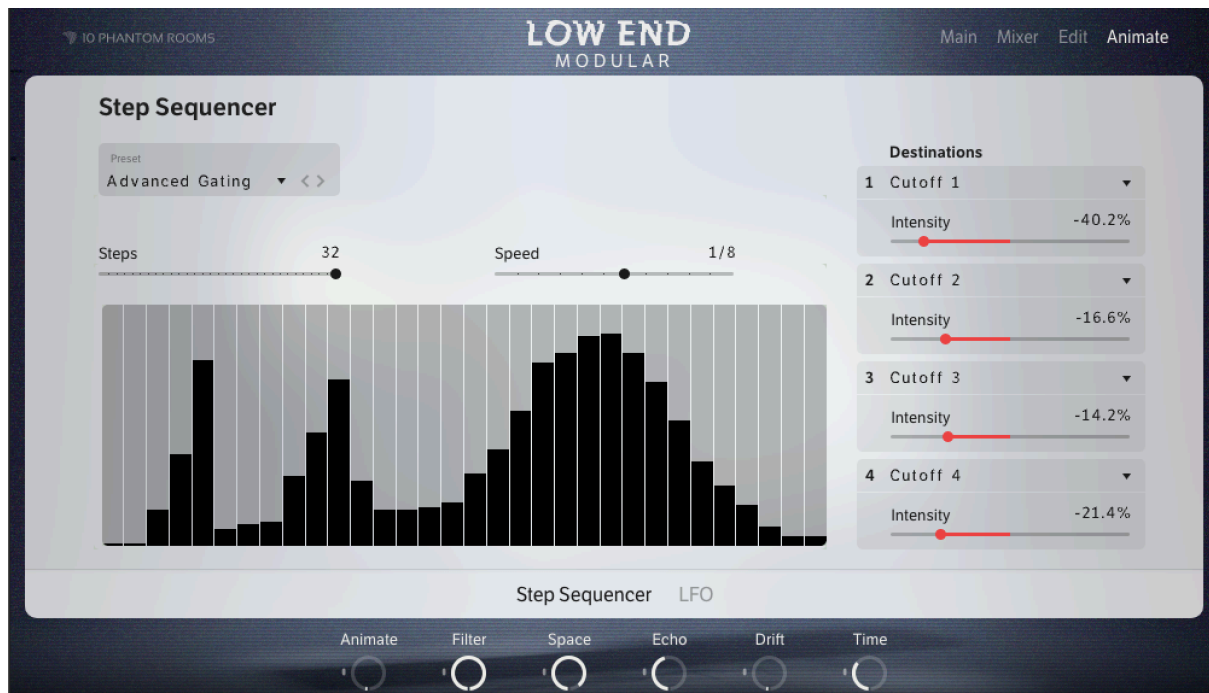 10 PHANTOM ROOMS
LOW END
MODULAR
Main Mixer Edit Animate
Step Sequencer
Preset
Advanced Gating
Steps 32
Speed 1/8
Destinations
1 Cutoff 1
Intensity -40.2%
2 Cutoff 2
Intensity -16.6%
3 Cutoff 3
Intensity -14.2%
4 Cutoff 4
Intensity -21.4%
Step Sequencer LFO
Animate Filter Space Echo Drift Time